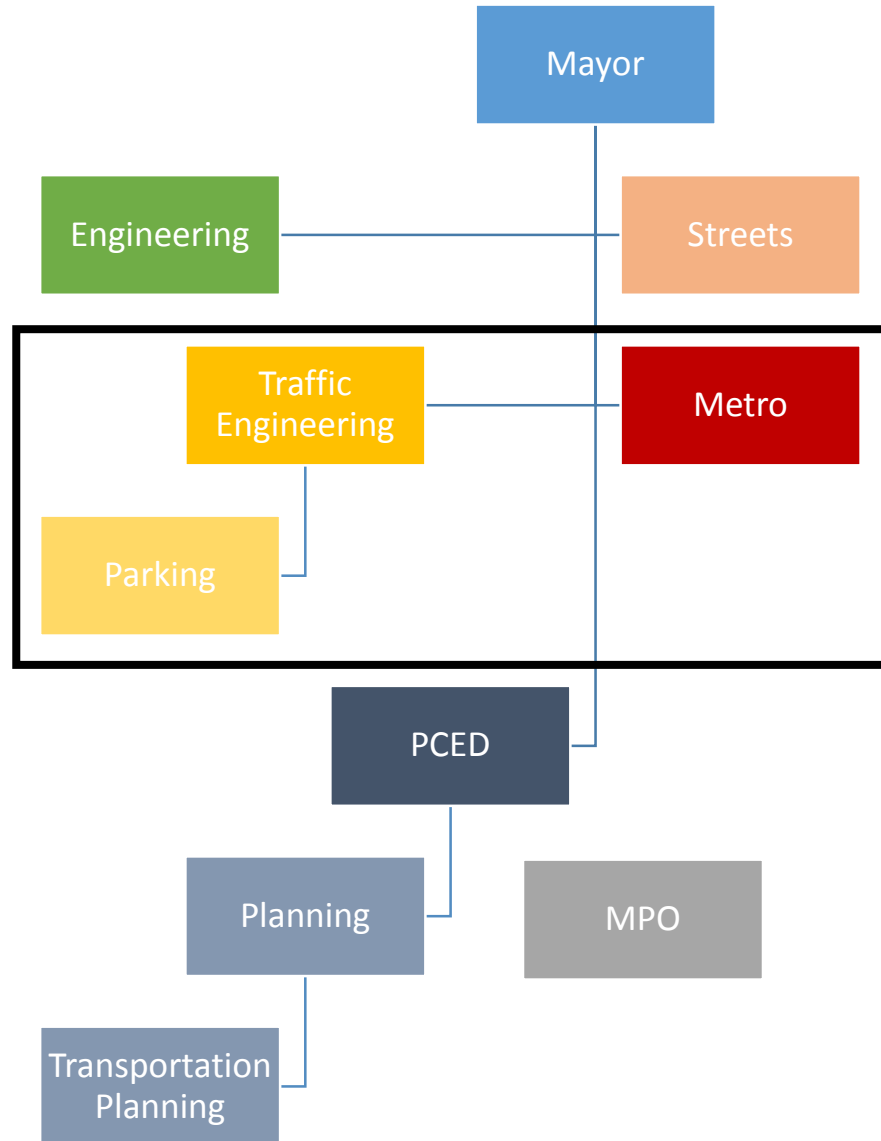 Mayor
Engineering
Streets
Traffic
Engineering
Metro
Parking
PCED
Planning
MPO
Transportation
Planning